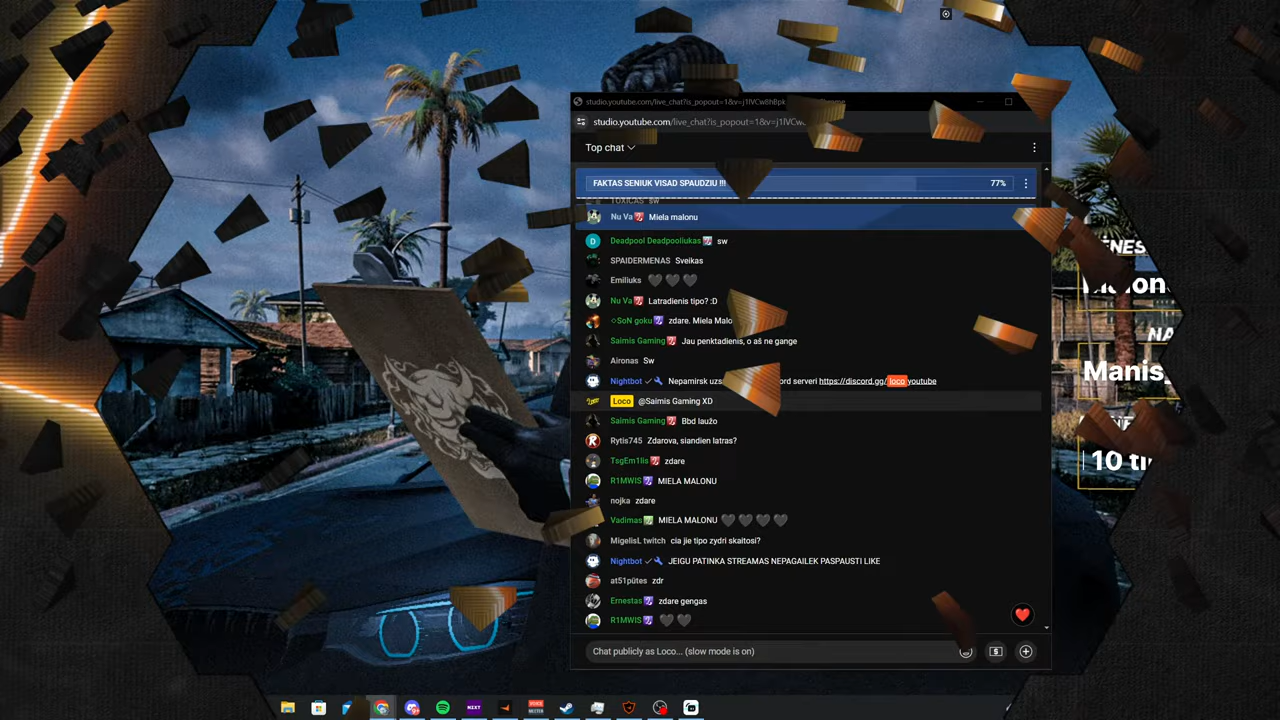 studio.youtube.com/live_chat?is_popout=1&v=j1lVCw8hBpk
studio.youtube.com/live_chat?is_popout=1&v=j1lVCw
Top chat
FAKTAS SENIUK VISAD SPAUDZIU !!! 77%
TOXICAS sw
Nu Va Miela malonu
D Deadpool Deadpooliukas sw
SPAIDERMENAS Sveikas
Emiliuks 🖤🖤🖤
Nu Va Latradienis tipo? :D
◇SoN goku zdare. Miela Malo
Saimis Gaming Jau penktadienis, o aš ne gange
Aironas Sw
Nightbot Nepamirsk serveri https://discord.gg/loco youtube
Loco @Saimis Gaming XD
Saimis Gaming Bbd laužo
Rytis745 Zdarova, siandien latras?
TsgEm1lis zdare
R1MWIS MIELA MALONU
nojka zdare
Vadimas MIELA MALONU 🖤🖤🖤🖤
MigelisL twitch cia jie tipo zydri skaitosi?
Nightbot JEIGU PATINKA STREAMAS NEPAGAILEK PASPAUSTI LIKE
at51pūtes zdr
Ernestas zdare gengas
R1MWIS 🖤🖤
Chat publicly as Loco... (slow mode is on)
Manis
10
NEXT